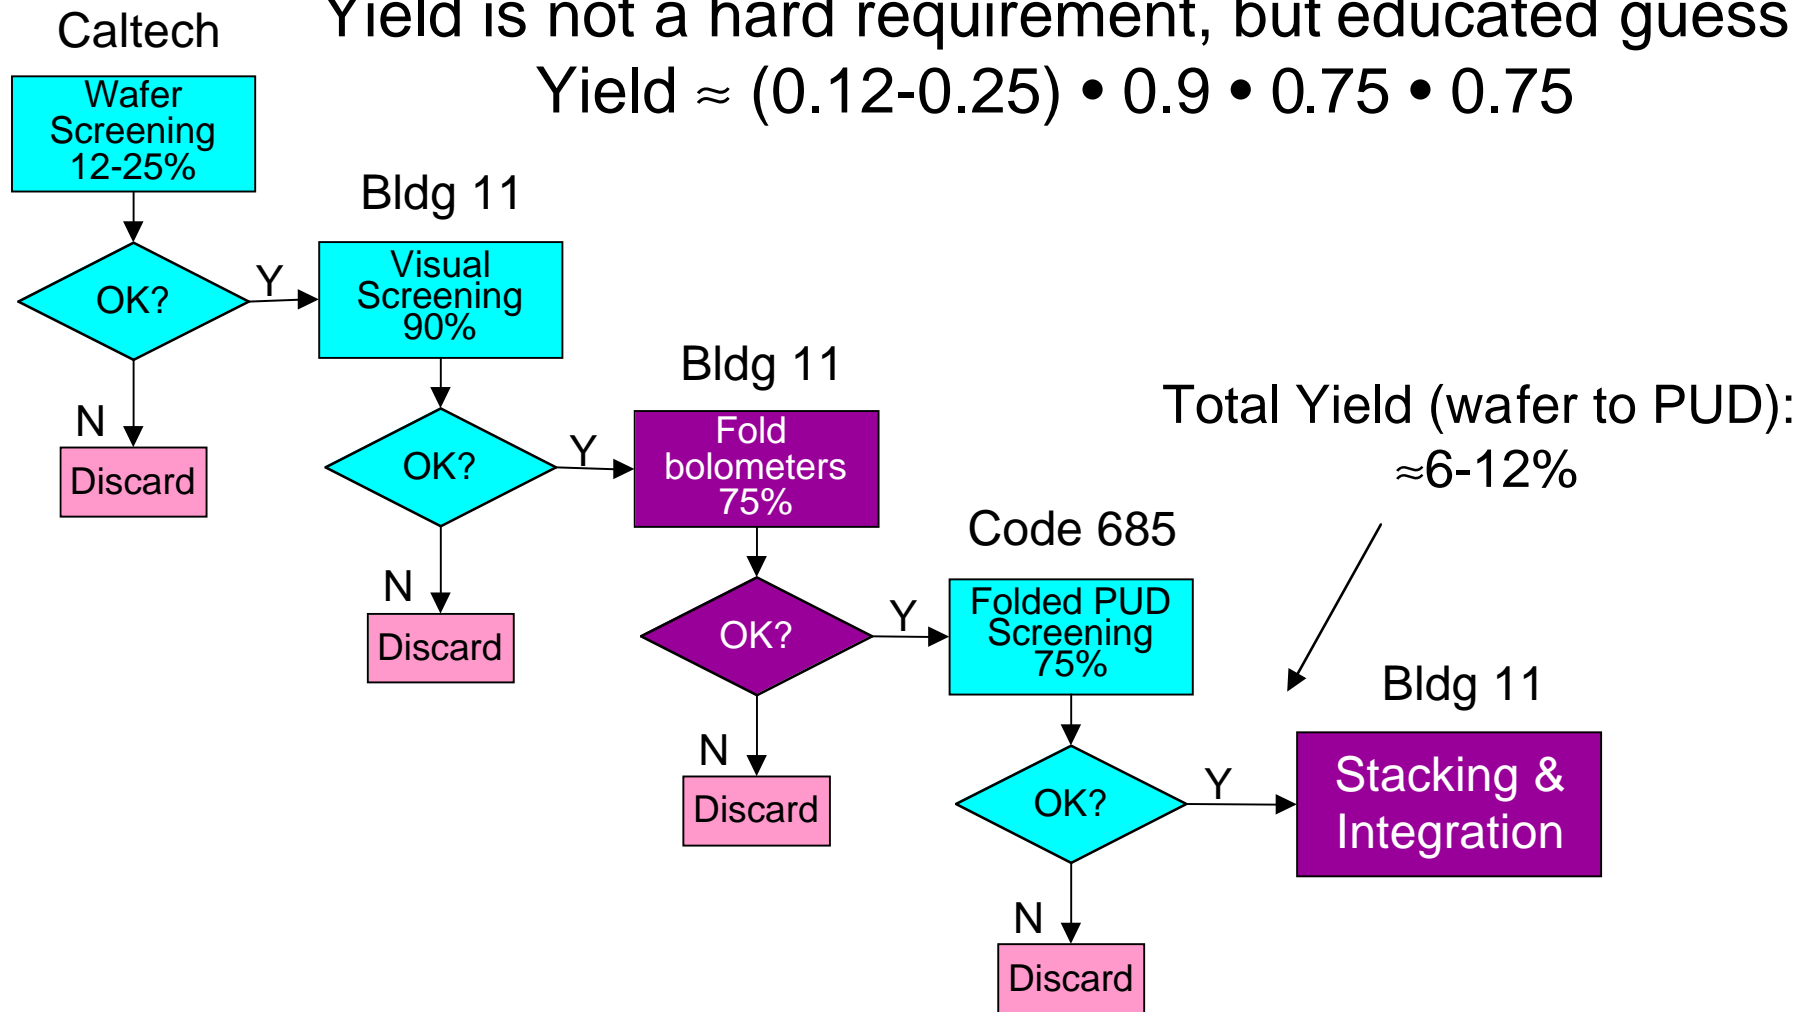 Yield is not a hard requirement, but educated guess
Yield ≈ (0.12-0.25) • 0.9 • 0.75 • 0.75
Caltech
Wafer
Screening
12-25%
OK?
Y
N
Discard
Bldg 11
Visual
Screening
90%
OK?
Y
N
Discard
Bldg 11
Fold
bolometers
75%
OK?
Y
N
Discard
Code 685
Folded PUD
Screening
75%
OK?
Y
N
Discard
Total Yield (wafer to PUD):
≈6-12%
Bldg 11
Stacking &
Integration